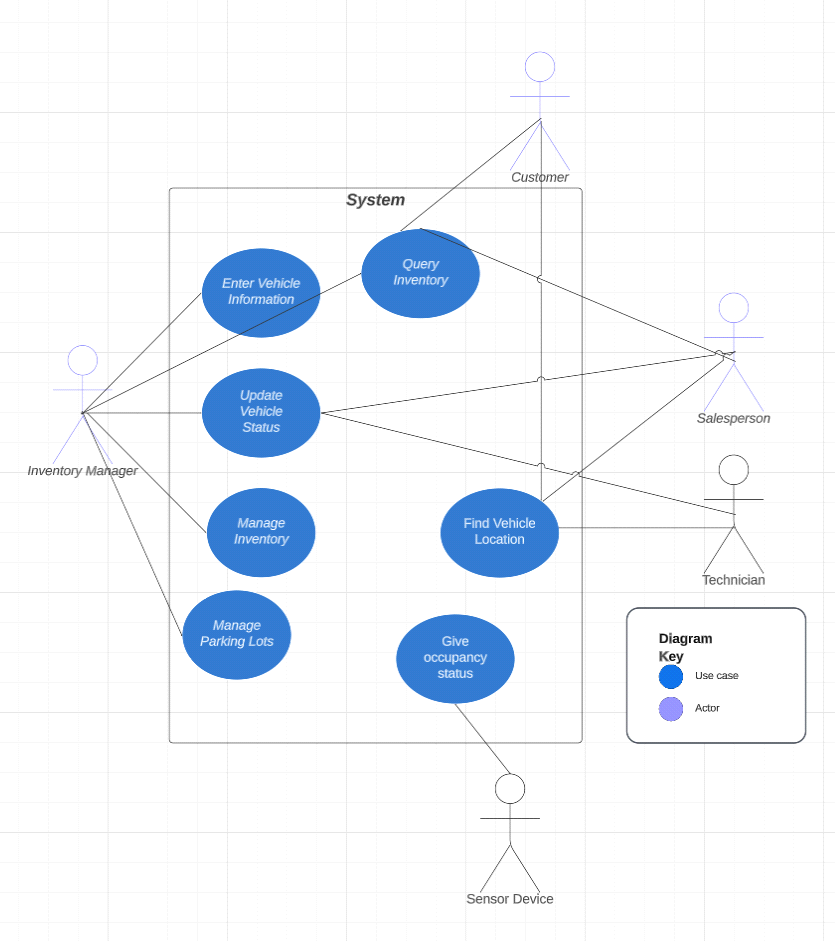 Customer
System
Query
Inventory
Enter Vehicle
Information
Update
Vehicle
Status
Salesperson
Inventory Manager
Manage
Inventory
Find Vehicle
Location
Technician
Manage
Parking Lots
Give
occupancy
status
Diagram
Key
Use case
Actor
Sensor Device